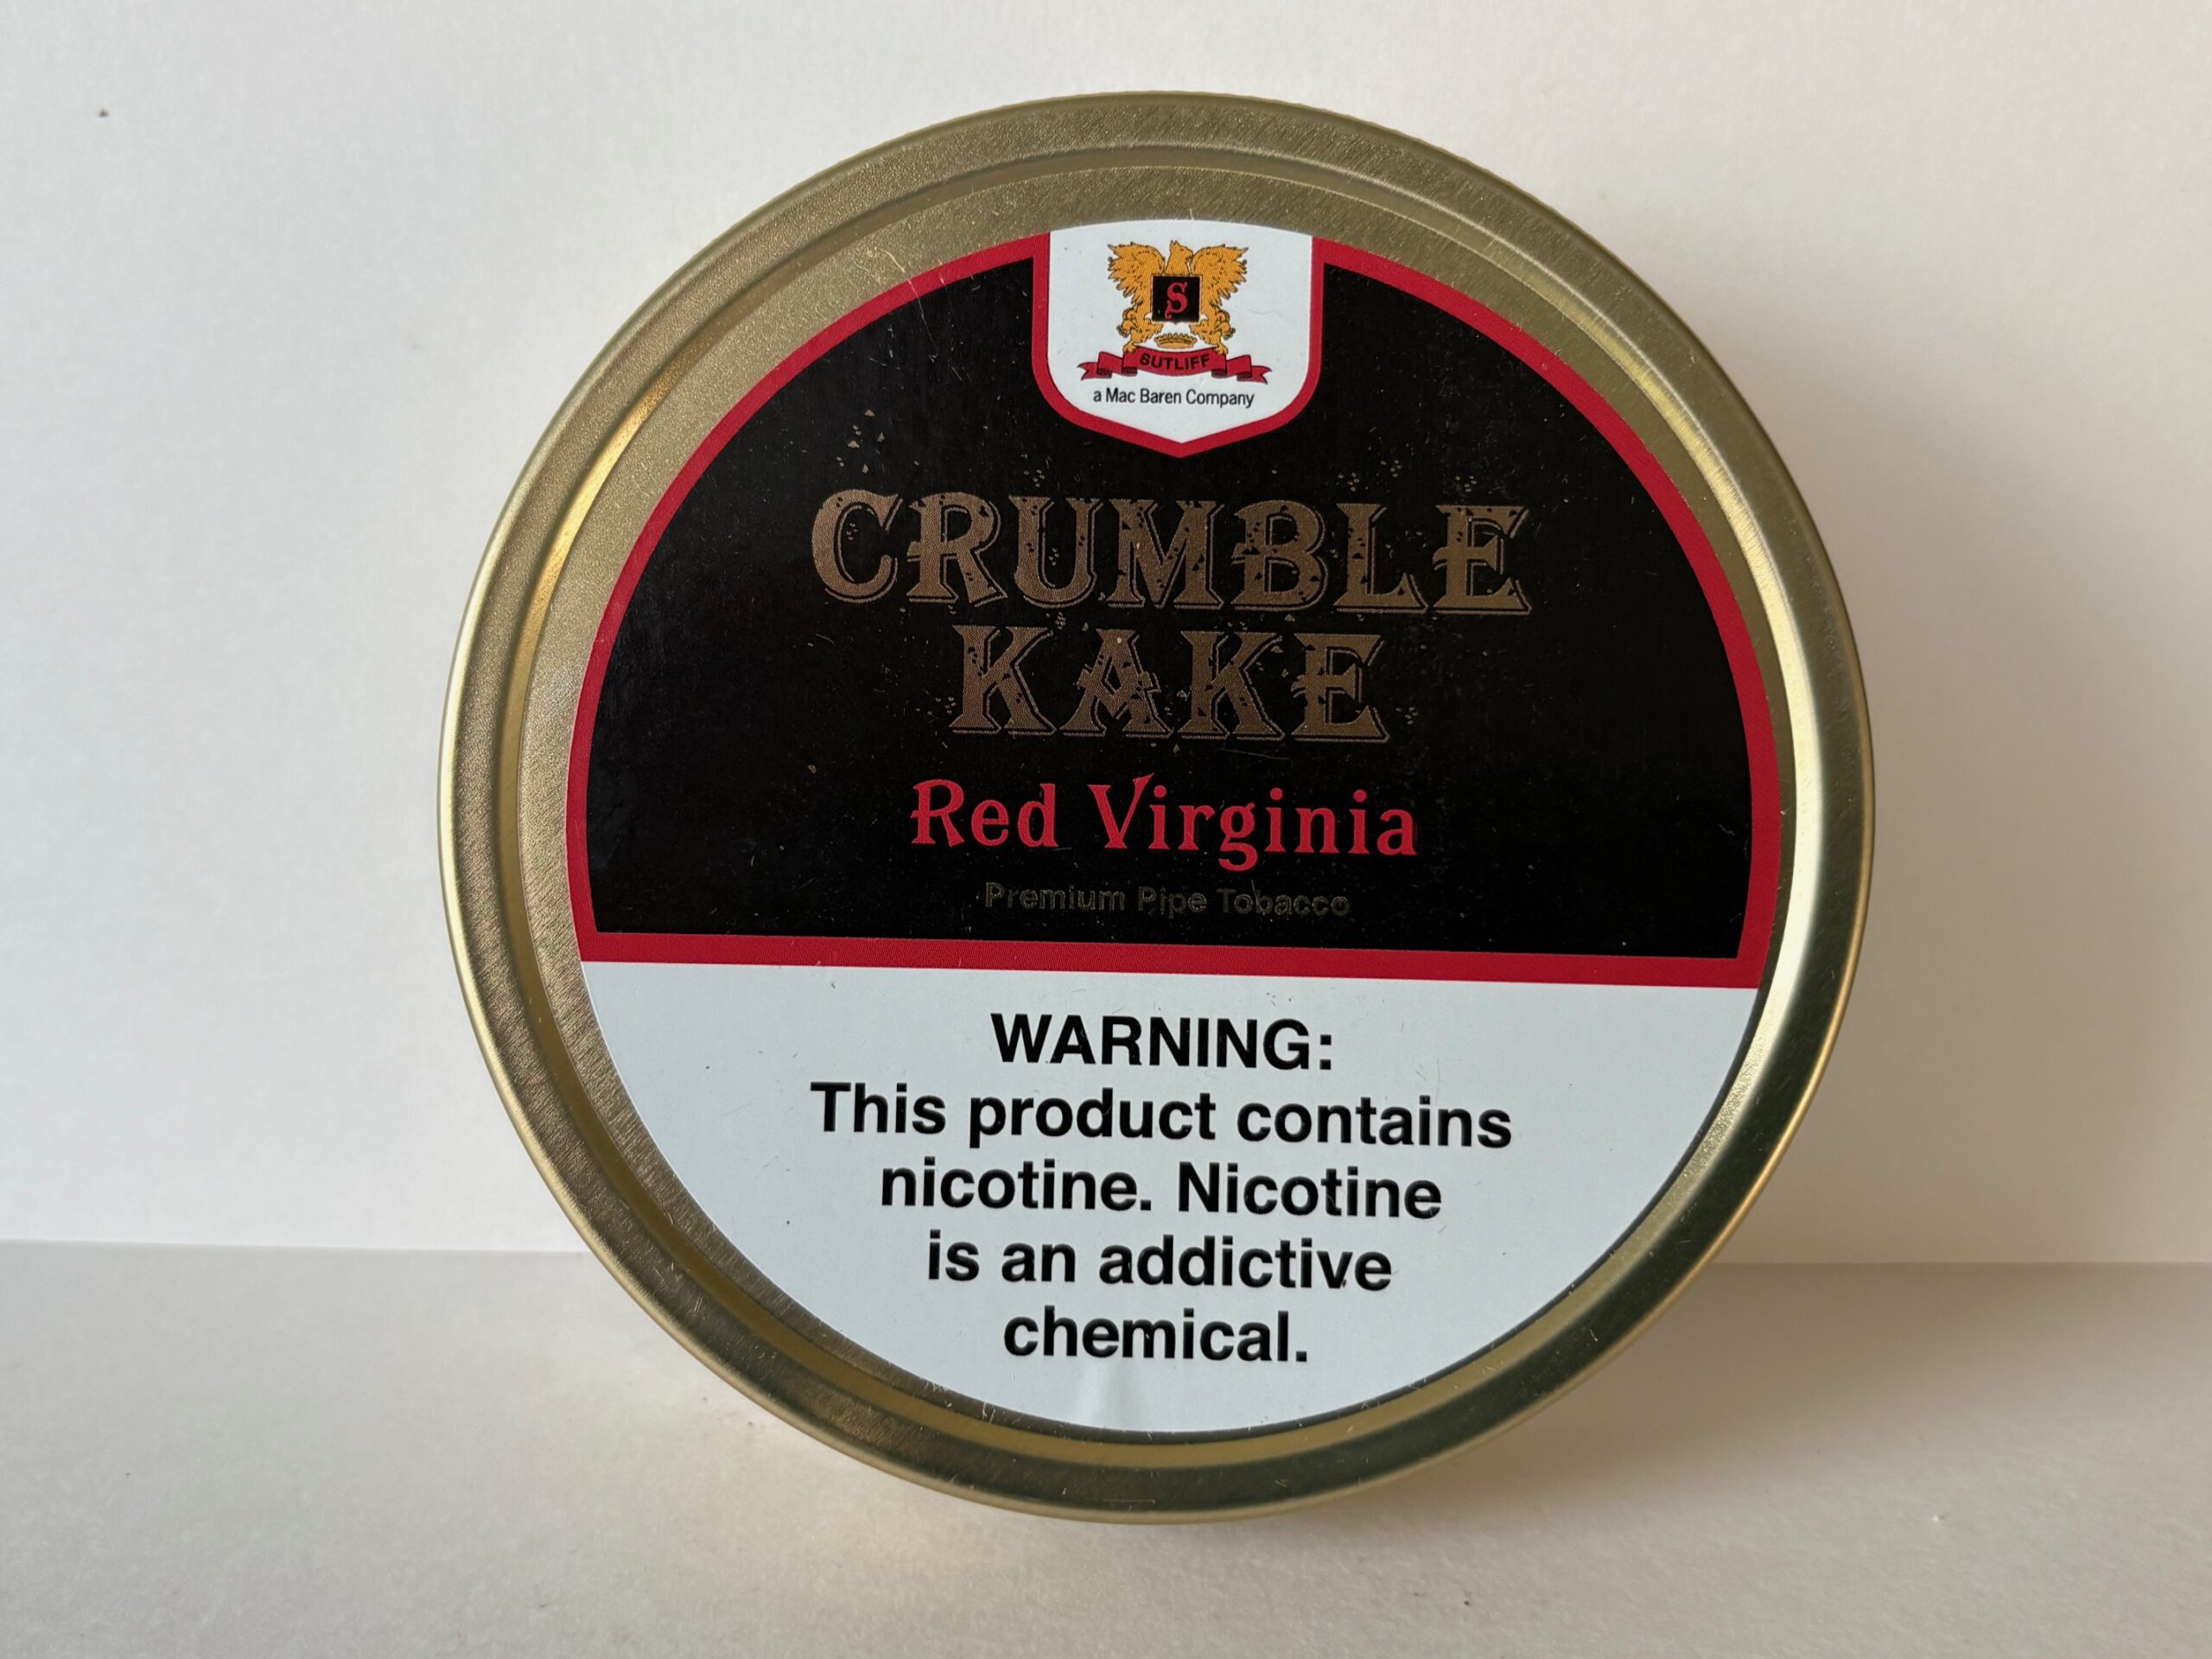 S
SUTLIFF
a Mac Baren Company
CRUMBLE
KAKE
Red Virginia
Premium Pipe Tobacco
WARNING:
This product contains
nicotine. Nicotine
is an addictive
chemical.